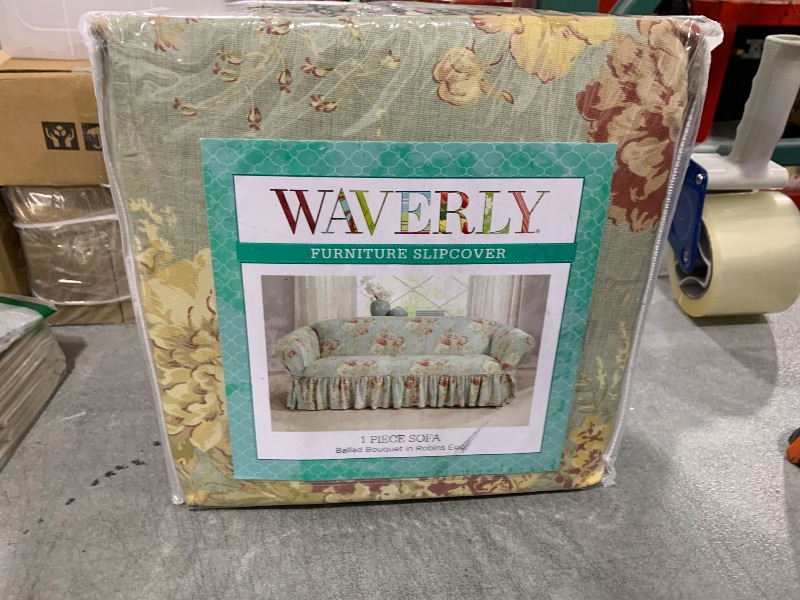 WAVERLY
FURNITURE SLIPCOVER
1 PIECE SOFA
Ballad Bouquet in Robins Egg